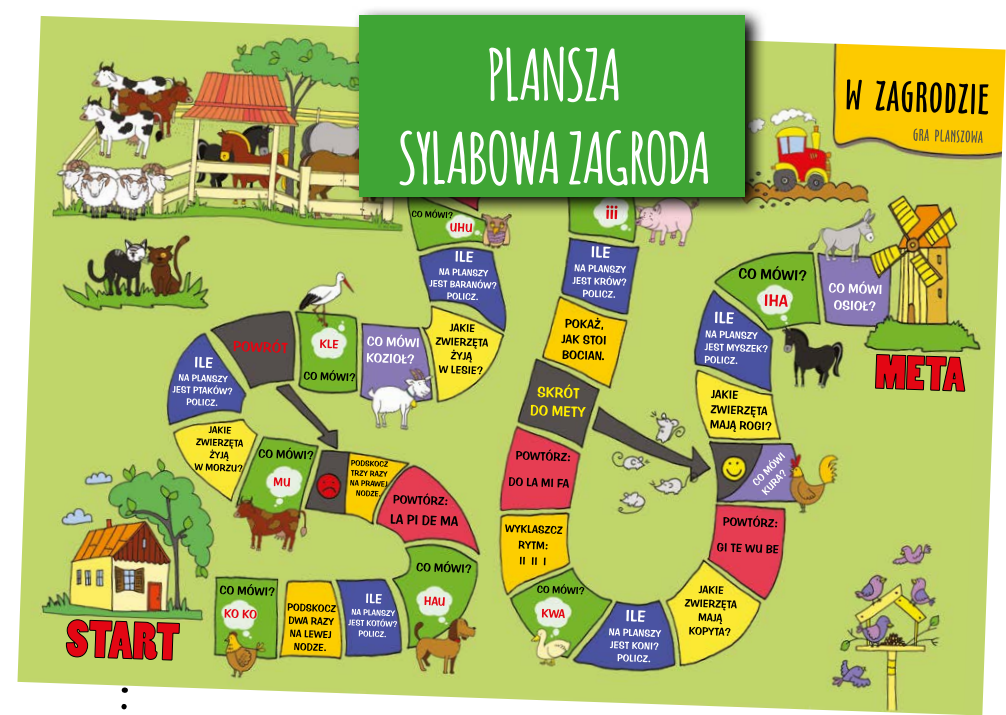 PLANSZA
SYLABOWA ZAGRODA
W ZAGRODZIE
GRA PLANSZOWA
START
CO MÓWI?
KO KO
PODSKOCZ
DWA RAZY
NA LEWEJ
NODZE.
ILE
NA PLANSZY
JEST KOTÓW?
POLICZ.
CO MÓWI?
HAU
POWTÓRZ:
LA PI DE MA
PODSKOCZ
TRZY RAZY
NA PRAWEJ
NODZE.
CO MÓWI?
MU
JAKIE
ZWIERZĘTA
ŻYJĄ
W MORZU?
ILE
NA PLANSZY
JEST PTAKÓW?
POLICZ.
POWRÓT
KLE
CO MÓWI?
CO MÓWI
KOZIOŁ?
JAKIE
ZWIERZĘTA
ŻYJĄ
W LESIE?
ILE
NA PLANSZY
JEST BARANÓW?
POLICZ.
CO MÓWI?
UHU
iii
ILE
NA PLANSZY
JEST KRÓW?
POLICZ.
POKAŻ,
JAK STOI
BOCIAN.
SKRÓT
DO METY
POWTÓRZ:
DO LA MI FA
WYKLASZCZ
RYTM:
II II I
CO MÓWI?
KWA
ILE
NA PLANSZY
JEST KONI?
POLICZ.
JAKIE
ZWIERZĘTA
MAJĄ
KOPYTA?
POWTÓRZ:
GI TE WU BE
CO MÓWI
KURA?
JAKIE
ZWIERZĘTA
MAJĄ ROGI?
ILE
NA PLANSZY
JEST MYSZEK?
POLICZ.
CO MÓWI?
IHA
CO MÓWI
OSIOŁ?
META